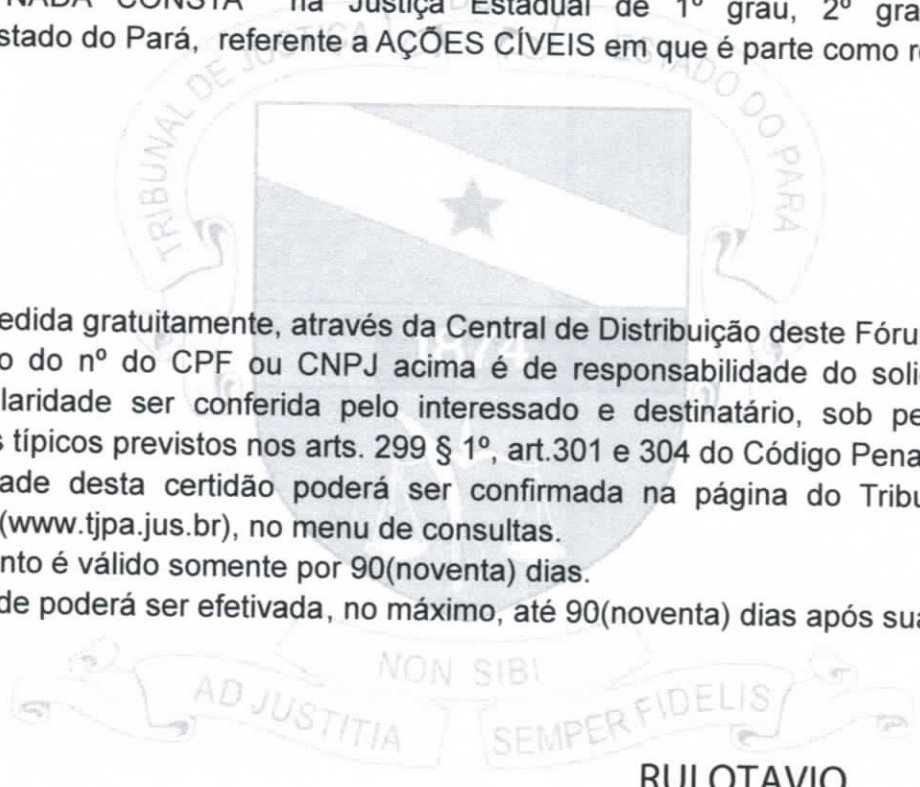 NADA CONSTA na Justiça Estadual de 1º grau, 2º gra
stado do Pará, referente a AÇÕES CÍVEIS em que é parte como r
TRIBUNAL DE JUSTIÇA DO ESTADO DO PARÁ
edida gratuitamente, através da Central de Distribuição deste Fóru
1874
o do nº do CPF ou CNPJ acima é de responsabilidade do soli
laridade ser conferida pelo interessado e destinatário, sob pe
s típicos previstos nos arts. 299 § 1º, art.301 e 304 do Código Pena
ade desta certidão poderá ser confirmada na página do Tribu
(www.tjpa.jus.br), no menu de consultas.
nto é válido somente por 90(noventa) dias.
de poderá ser efetivada, no máximo, até 90(noventa) dias após sua
NON SIBI
AD JUSTITIA SEMPER FIDELIS
RUI OTAVIO